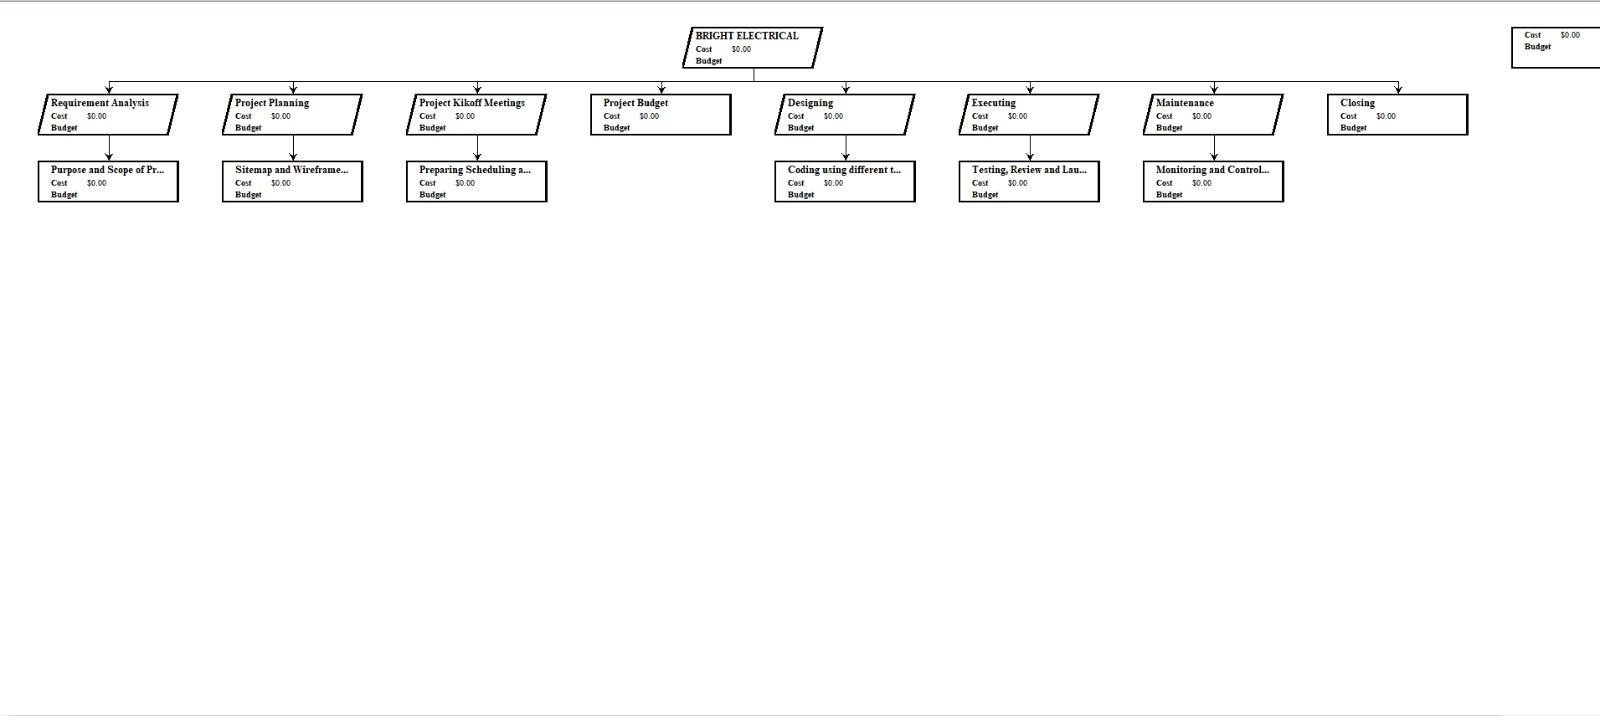 BRIGHT ELECTRICAL
Cost $0.00
Budget
Cost $0.00
Budget
Requirement Analysis
Cost $0.00
Budget
Project Planning
Cost $0.00
Budget
Project Kikoff Meetings
Cost $0.00
Budget
Project Budget
Cost $0.00
Budget
Designing
Cost $0.00
Budget
Executing
Cost $0.00
Budget
Maintenance
Cost $0.00
Budget
Closing
Cost $0.00
Budget
Purpose and Scope of Pr...
Cost $0.00
Budget
Sitemap and Wireframe...
Cost $0.00
Budget
Preparing Scheduling a...
Cost $0.00
Budget
Coding using different t...
Cost $0.00
Budget
Testing, Review and Lau...
Cost $0.00
Budget
Monitoring and Control...
Cost $0.00
Budget